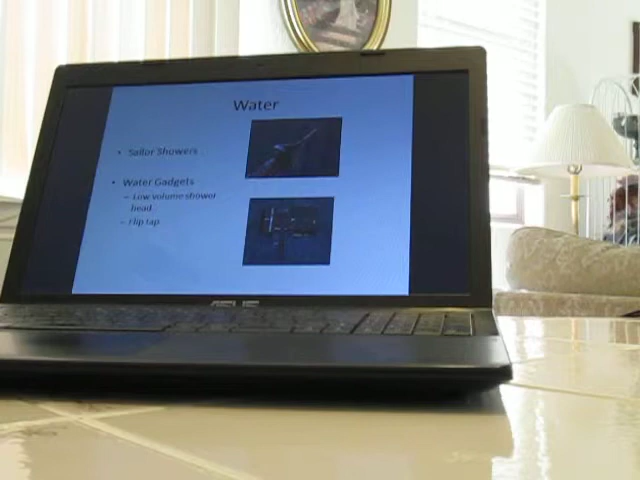 Water
• Sailor Showers
• Water Gadgets
– Low volume shower
head
– Flip tap
ASUS